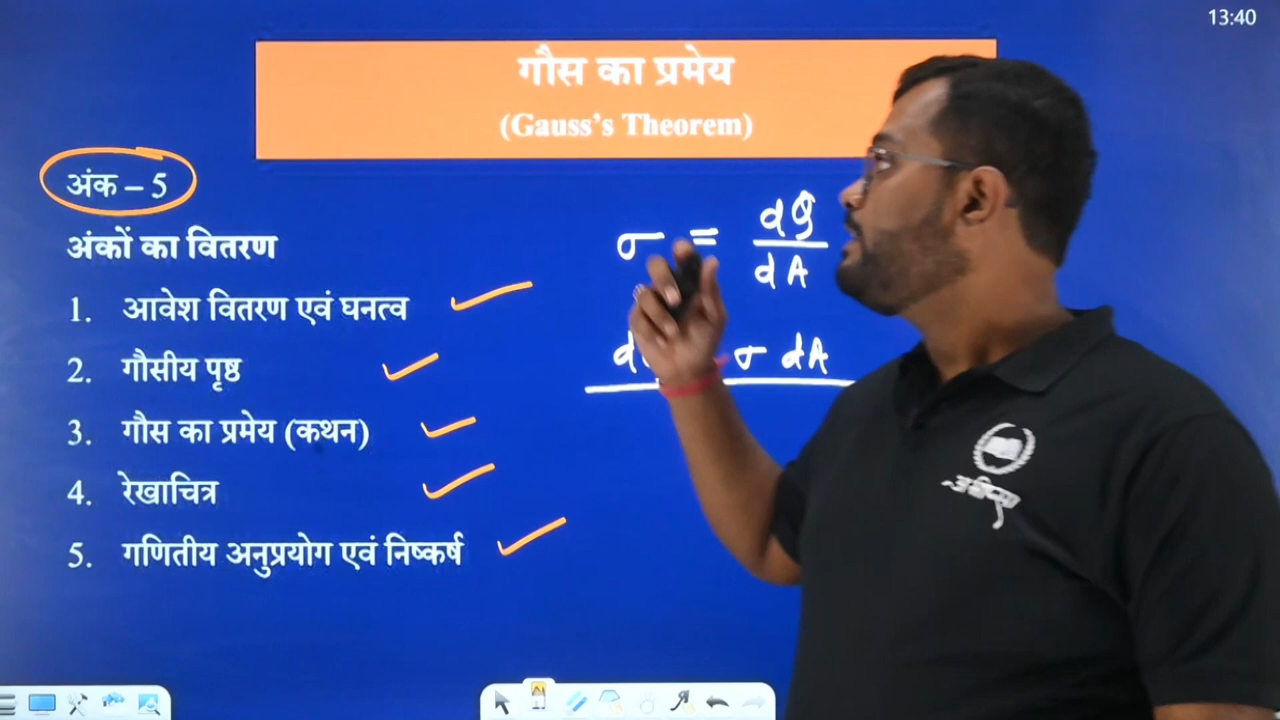 13:40
गौस का प्रमेय
(Gauss's Theorem)
अंक – 5
अंकों का वितरण
1. आवेश वितरण एवं घनत्व
2. गौसीय पृष्ठ
3. गौस का प्रमेय (कथन)
4. रेखाचित्र
5. गणितीय अनुप्रयोग एवं निष्कर्ष
σ = dQ
dA
σ dA